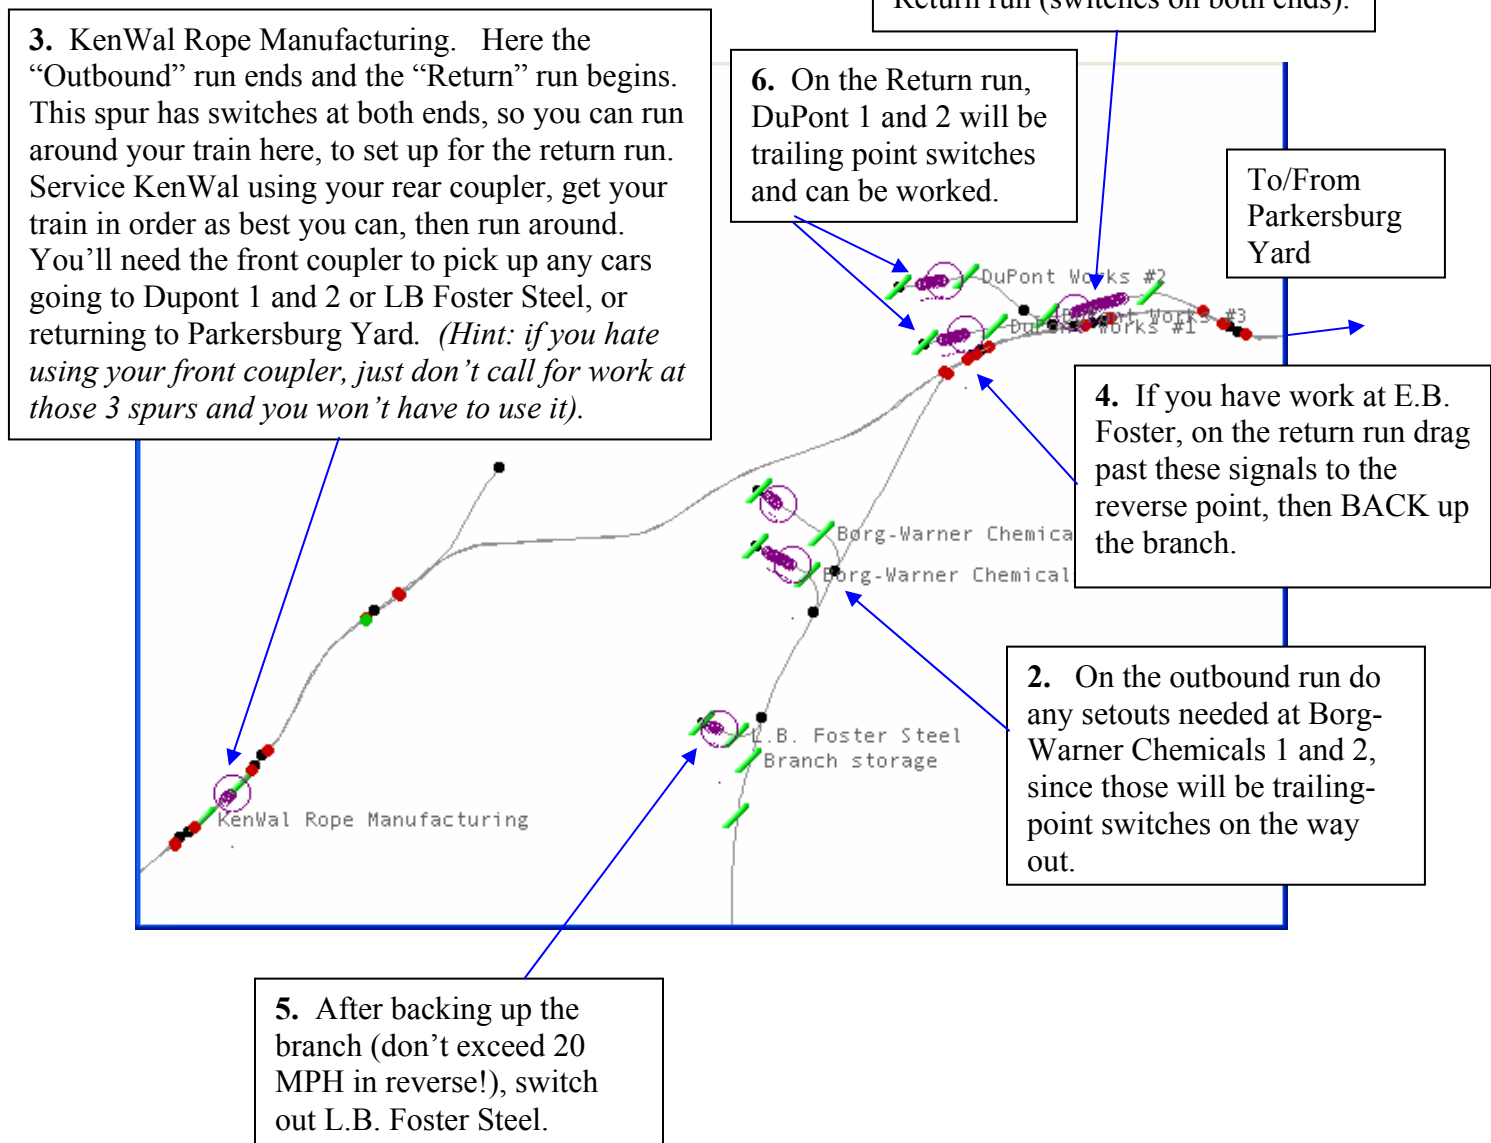 Return run (switches on both ends).
3. KenWal Rope Manufacturing. Here the
“Outbound” run ends and the “Return” run begins.
This spur has switches at both ends, so you can run
around your train here, to set up for the return run.
Service KenWal using your rear coupler, get your
train in order as best you can, then run around.
You’ll need the front coupler to pick up any cars
going to Dupont 1 and 2 or LB Foster Steel, or
returning to Parkersburg Yard. (Hint: if you hate
using your front coupler, just don’t call for work at
those 3 spurs and you won’t have to use it).
6. On the Return run,
DuPont 1 and 2 will be
trailing point switches
and can be worked.
To/From
Parkersburg
Yard
DuPont Works #2
DuPont Works #3
DuPont Works #1
4. If you have work at E.B.
Foster, on the return run drag
past these signals to the
reverse point, then BACK up
the branch.
Borg-Warner Chemica
Borg-Warner Chemical
2. On the outbound run do
any setouts needed at Borg-
Warner Chemicals 1 and 2,
since those will be trailing-
point switches on the way
out.
L.B. Foster Steel
Branch storage
KenWal Rope Manufacturing
5. After backing up the
branch (don’t exceed 20
MPH in reverse!), switch
out L.B. Foster Steel.